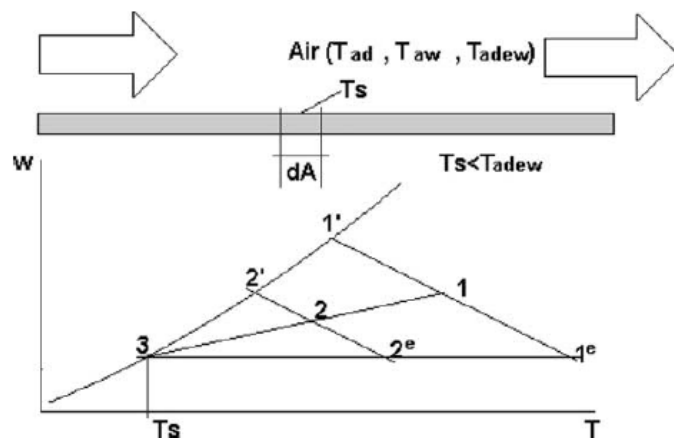 Air (Tad , Taw , Tadew)
Ts
dA
Ts<Tadew
w
1'
2'
1
2
3
2e
1e
Ts
T